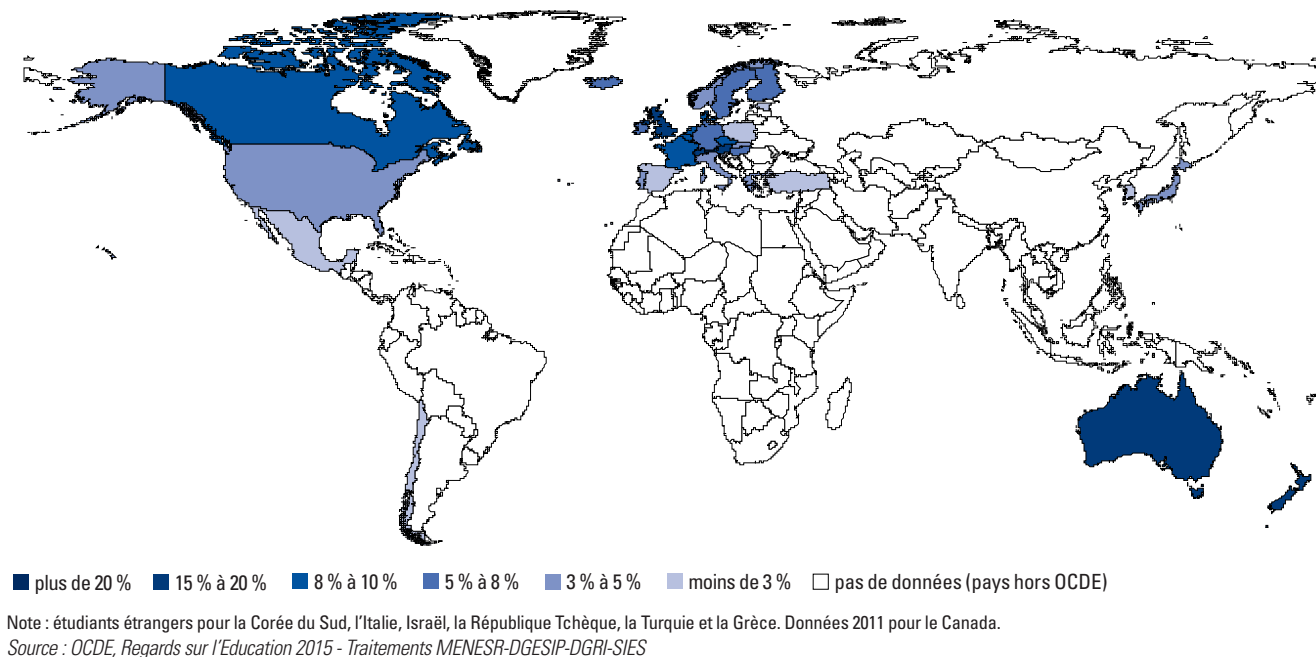 plus de 20 % 15 % à 20 % 8 % à 10 % 5 % à 8 % 3 % à 5 % moins de 3 % pas de données (pays hors OCDE)
Note : étudiants étrangers pour la Corée du Sud, l'Italie, Israël, la République Tchèque, la Turquie et la Grèce. Données 2011 pour le Canada.
Source : OCDE, Regards sur l'Education 2015 - Traitements MENESR-DGESIP-DGRI-SIES